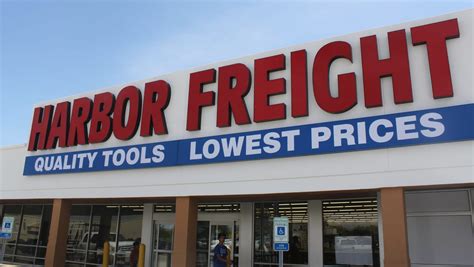 HARBOR FREIGHT
QUALITY TOOLS LOWEST PRICES